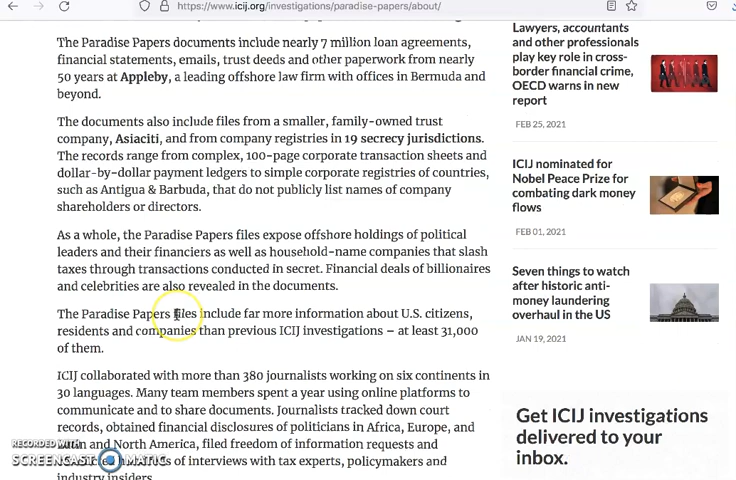 https://www.icij.org/investigations/paradise-papers/about/
The Paradise Papers documents include nearly 7 million loan agreements,
financial statements, emails, trust deeds and other paperwork from nearly
50 years at Appleby, a leading offshore law firm with offices in Bermuda and
beyond.
The documents also include files from a smaller, family-owned trust
company, Asiaciti, and from company registries in 19 secrecy jurisdictions.
The records range from complex, 100-page corporate transaction sheets and
dollar-by-dollar payment ledgers to simple corporate registries of countries,
such as Antigua & Barbuda, that do not publicly list names of company
shareholders or directors.
As a whole, the Paradise Papers files expose offshore holdings of political
leaders and their financiers as well as household-name companies that slash
taxes through transactions conducted in secret. Financial deals of billionaires
and celebrities are also revealed in the documents.
The Paradise Papers files include far more information about U.S. citizens,
residents and companies than previous ICIJ investigations – at least 31,000
of them.
ICIJ collaborated with more than 380 journalists working on six continents in
30 languages. Many team members spent a year using online platforms to
communicate and to share documents. Journalists tracked down court
records, obtained financial disclosures of politicians in Africa, Europe, and
and North America, filed freedom of information requests and
of interviews with tax experts, policymakers and
industry insiders.
RECORDED WITH
SCREENCAST MATIC
Lawyers, accountants
and other professionals
play key role in cross-
border financial crime,
OECD warns in new
report
FEB 25, 2021
ICIJ nominated for
Nobel Peace Prize for
combating dark money
flows
FEB 01, 2021
Seven things to watch
after historic anti-
money laundering
overhaul in the US
JAN 19, 2021
Get ICIJ investigations
delivered to your
inbox.